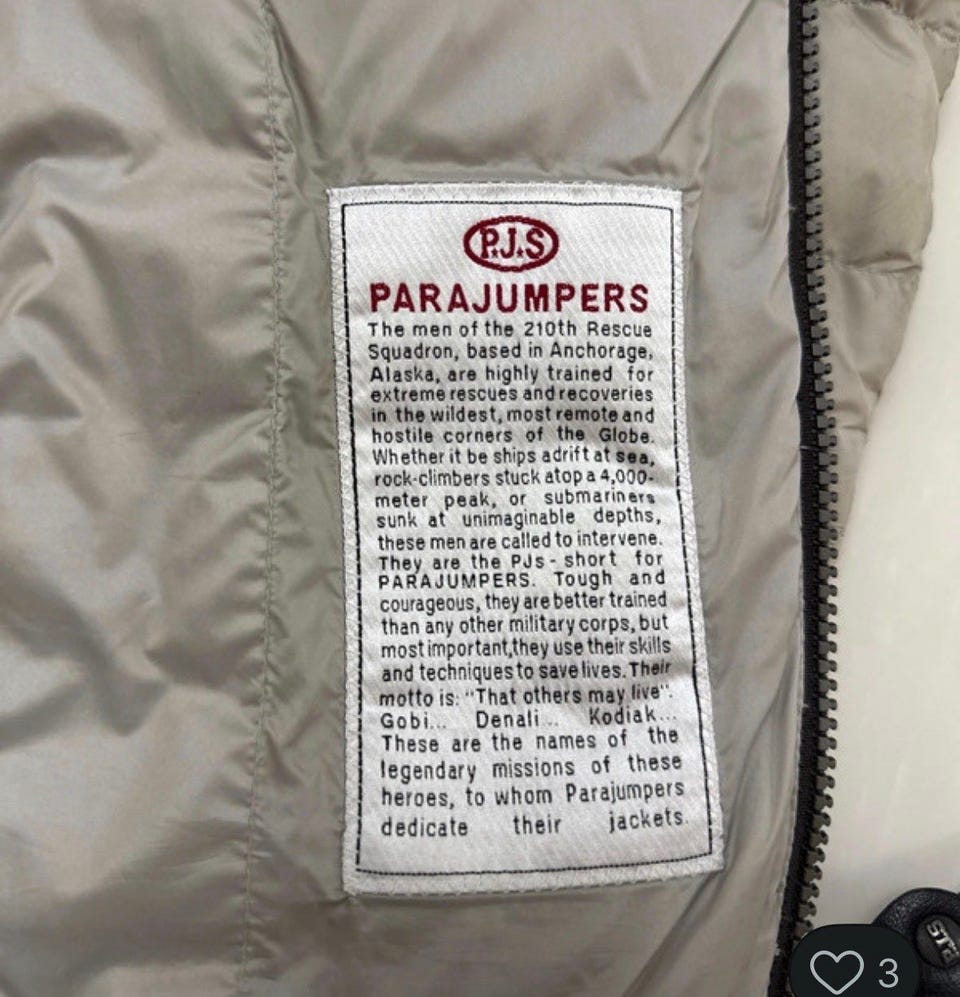 P.J.S
PARAJUMPERS
The men of the 210th Rescue
Squadron, based in Anchorage,
Alaska, are highly trained for
extreme rescues and recoveries
in the wildest, most remote and
hostile corners of the Globe.
Whether it be ships adrift at sea,
rock-climbers stuck atop a 4,000-
meter peak, or submariners
sunk at unimaginable depths,
these men are called to intervene.
They are the PJs - short for
PARAJUMPERS. Tough and
courageous, they are better trained
than any other military corps, but
most important,they use their skills
and techniques to save lives. Their
motto is: "That others may live".
Gobi... Denali... Kodiak...
These are the names of the
legendary missions of these
heroes, to whom Parajumpers
dedicate their jackets.
3